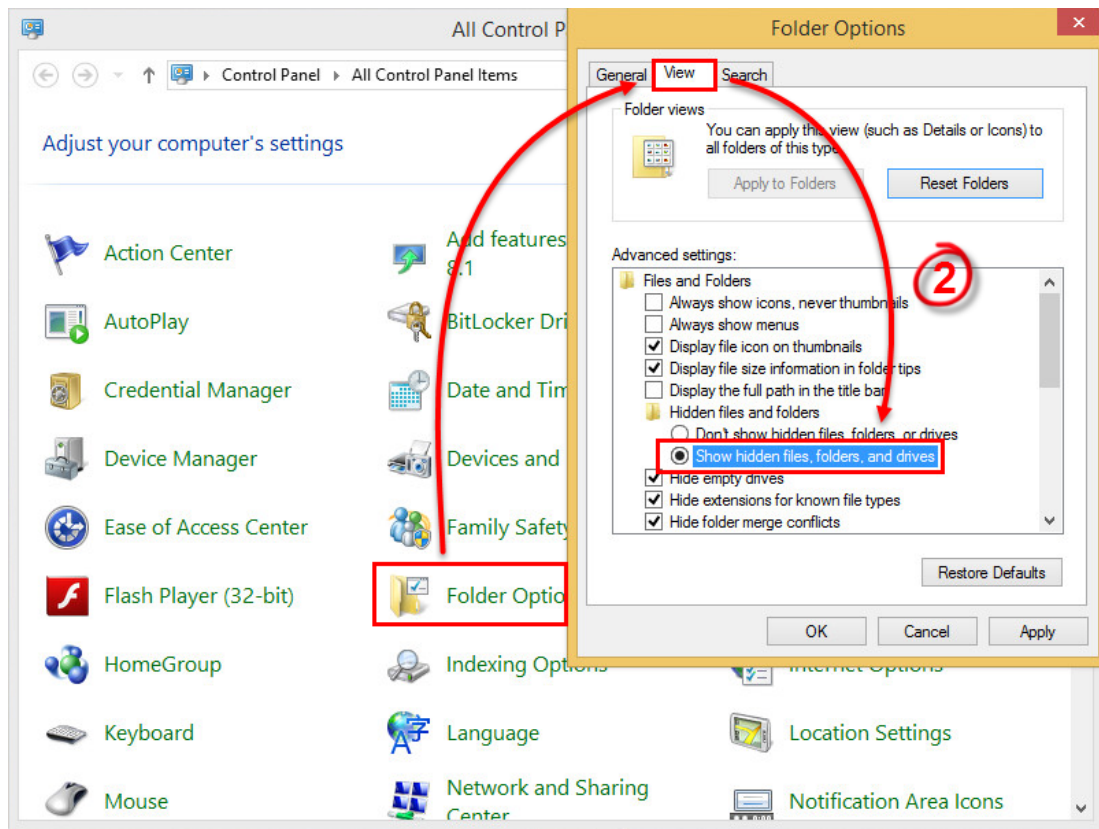 All Control P
Folder Options
Control Panel
All Control Panel Items
General
View
Search
Adjust your computer's settings
Folder views
You can apply this view (such as Details or Icons) to
all folders of this type
Apply to Folders
Reset Folders
Advanced settings:
Files and Folders
Always show icons, never thumbnails
Always show menus
Display file icon on thumbnails
Display file size information in folder tips
Display the full path in the title bar
Hidden files and folders
Don't show hidden files, folders, or drives
Show hidden files, folders, and drives
Hide empty drives
Hide extensions for known file types
Hide folder merge conflicts
2
Restore Defaults
OK
Cancel
Apply
Action Center
Add features
8.1
AutoPlay
BitLocker Dri
Credential Manager
Date and Tim
Device Manager
Devices and
Ease of Access Center
Family Safety
Flash Player (32-bit)
Folder Optio
HomeGroup
Indexing Options
Internet Options
Keyboard
Language
Location Settings
Mouse
Network and Sharing
Center
Notification Area Icons